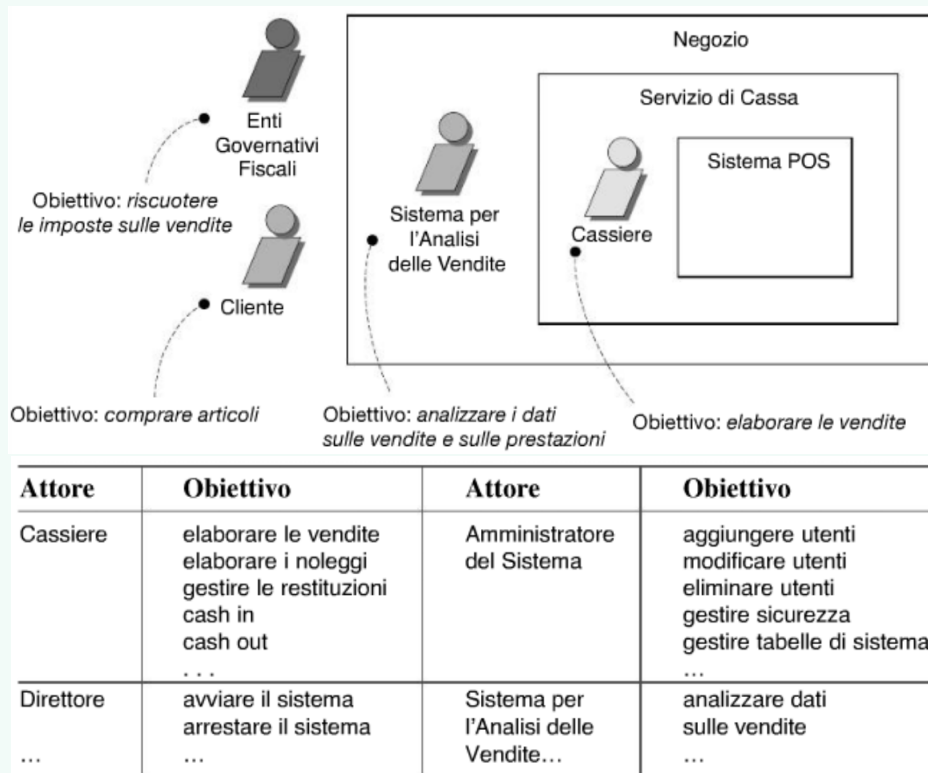 Negozio
Servizio di Cassa
Sistema POS
Enti
Governativi
Fiscali
Obiettivo: riscuotere
le imposte sulle vendite
Sistema per
l'Analisi
delle Vendite
Cassiere
Cliente
Obiettivo: comprare articoli
Obiettivo: analizzare i dati
sulle vendite e sulle prestazioni
Obiettivo: elaborare le vendite
Attore Obiettivo Attore Obiettivo
Cassiere elaborare le vendite Amministratore aggiungere utenti
elaborare i noleggi del Sistema modificare utenti
gestire le restituzioni eliminare utenti
cash in gestire sicurezza
cash out gestire tabelle di sistema
. . . ...
Direttore avviare il sistema Sistema per analizzare dati
arrestare il sistema l'Analisi delle sulle vendite
... ... Vendite... ...